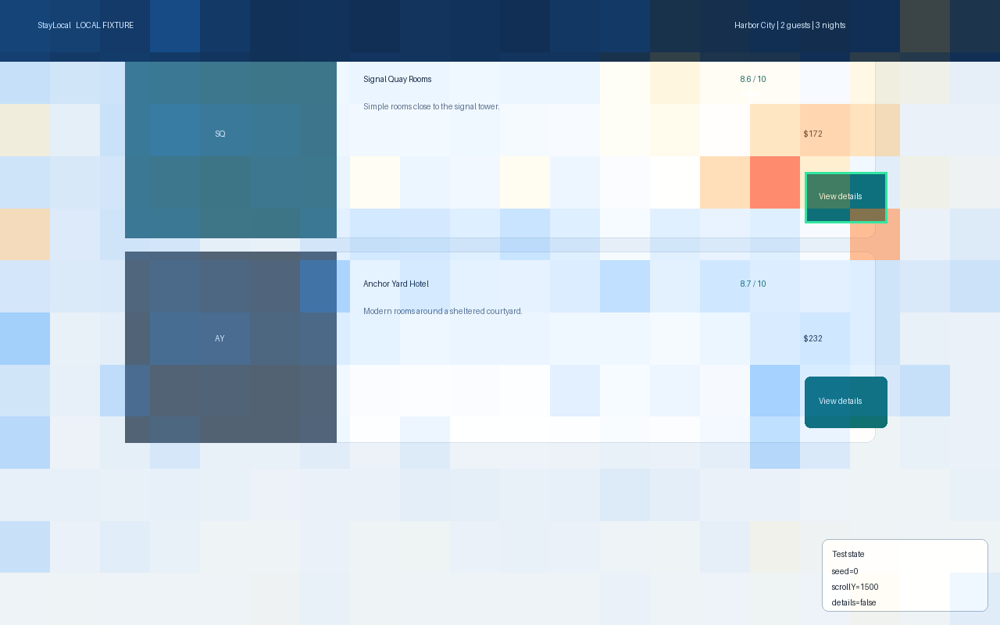 StayLocal LOCAL FIXTURE
Harbor City | 2 guests | 3 nights
Signal Quay Rooms
8.6 / 10
Simple rooms close to the signal tower.
SQ
$172
View details
Anchor Yard Hotel
8.7 / 10
Modern rooms around a sheltered courtyard.
AY
$232
View details
Test state
seed=0
scrollY=1500
details=false